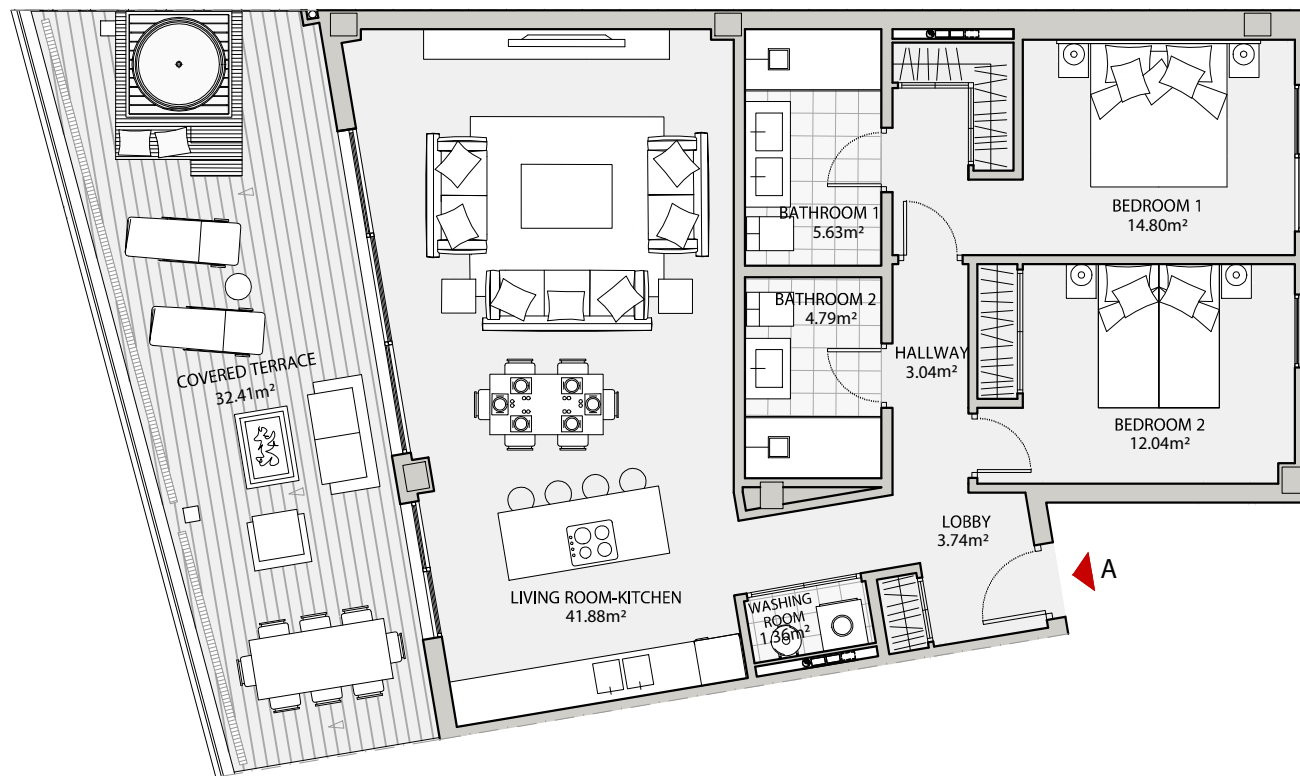 BATHROOM 1
5.63m²
BEDROOM 1
14.80m²
BATHROOM 2
4.79m²
HALLWAY
3.04m²
COVERED TERRACE
32.41m²
BEDROOM 2
12.04m²
LOBBY
3.74m²
A
LIVING ROOM-KITCHEN
41.88m²
WASHING
ROOM
1.36m²